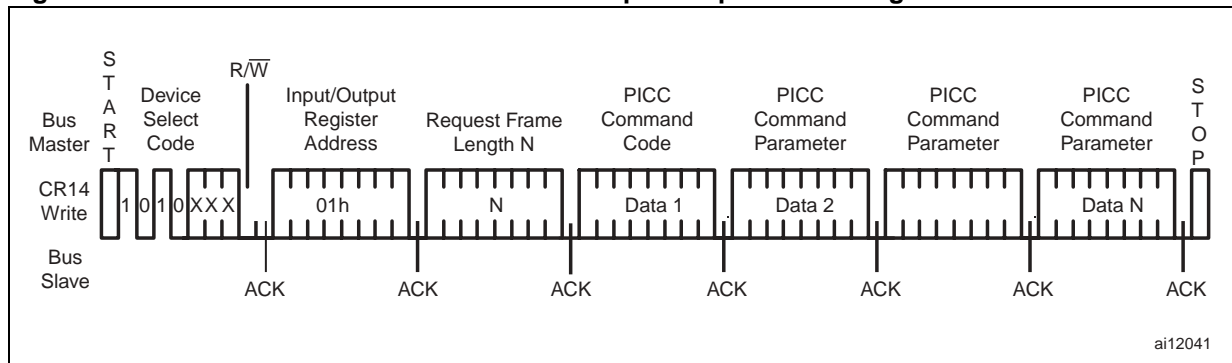 S
T
A
R
T
Bus
Master
Device
Select
Code
R/W
Input/Output
Register
Address
Request Frame
Length N
PICC
Command
Code
PICC
Command
Parameter
PICC
Command
Parameter
PICC
Command
Parameter
S
T
O
P
CR14
Write
1 0 1 0 X X X
01h
N
Data 1
Data 2
Data N
Bus
Slave
ACK ACK ACK ACK ACK ACK ACK
ai12041